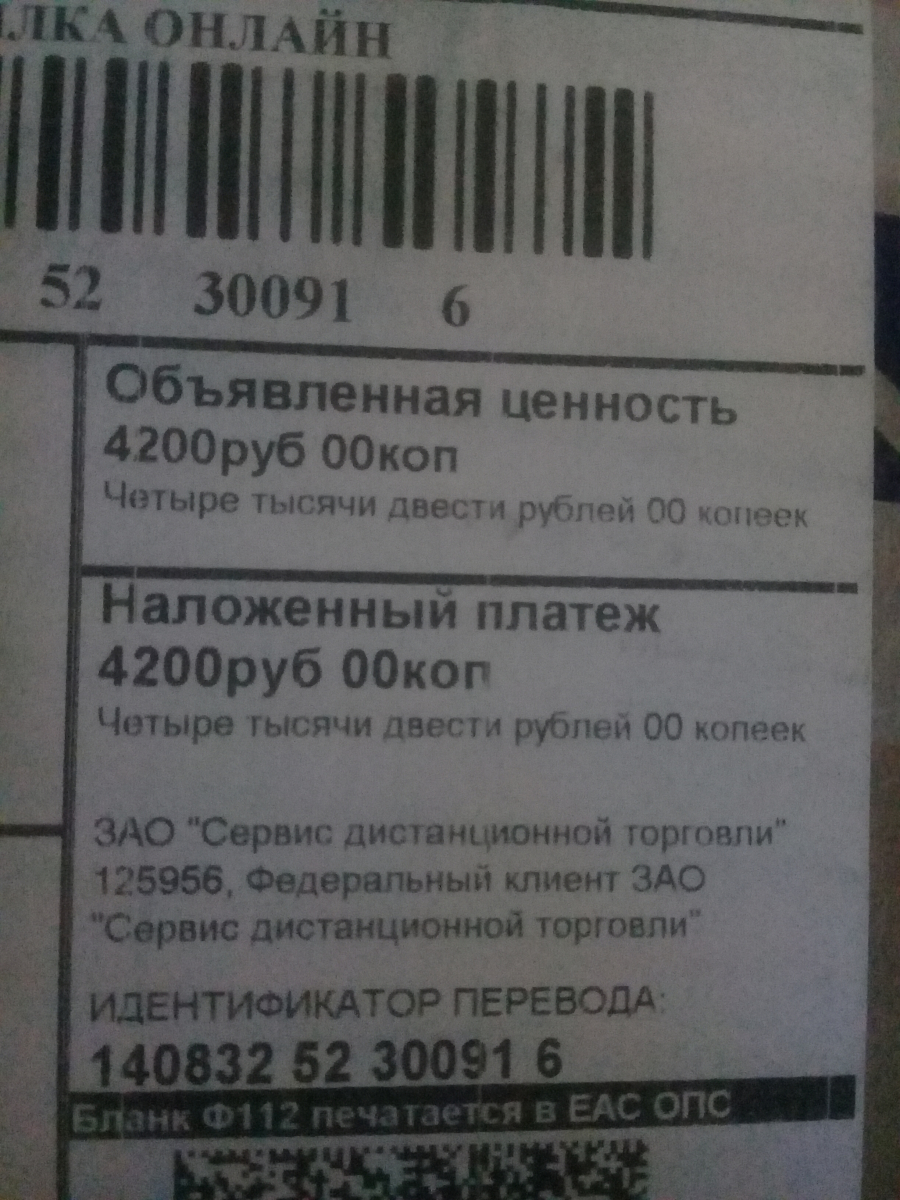 ЛКА ОНЛАЙН
52 30091 6
Объявленная ценность
4200руб 00коп
Четыре тысячи двести рублей 00 копеек
Наложенный платеж
4200руб 00коп
Четыре тысячи двести рублей 00 копеек
ЗАО "Сервис дистанционной торговли"
125956, Федеральный клиент ЗАО
"Сервис дистанционной торговли"
ИДЕНТИФИКАТОР ПЕРЕВОДА:
140832 52 30091 6
Бланк Ф112 печатается в ЕАС ОПС